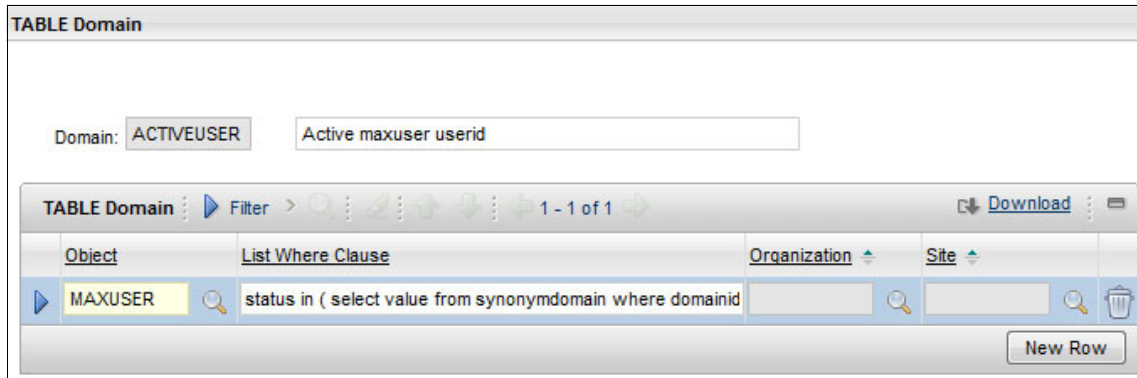 TABLE Domain
Domain: ACTIVEUSER Active maxuser userid
TABLE Domain Filter 1 - 1 of 1 Download
Object List Where Clause Organization Site
MAXUSER status in ( select value from synonymdomain where domainid
New Row